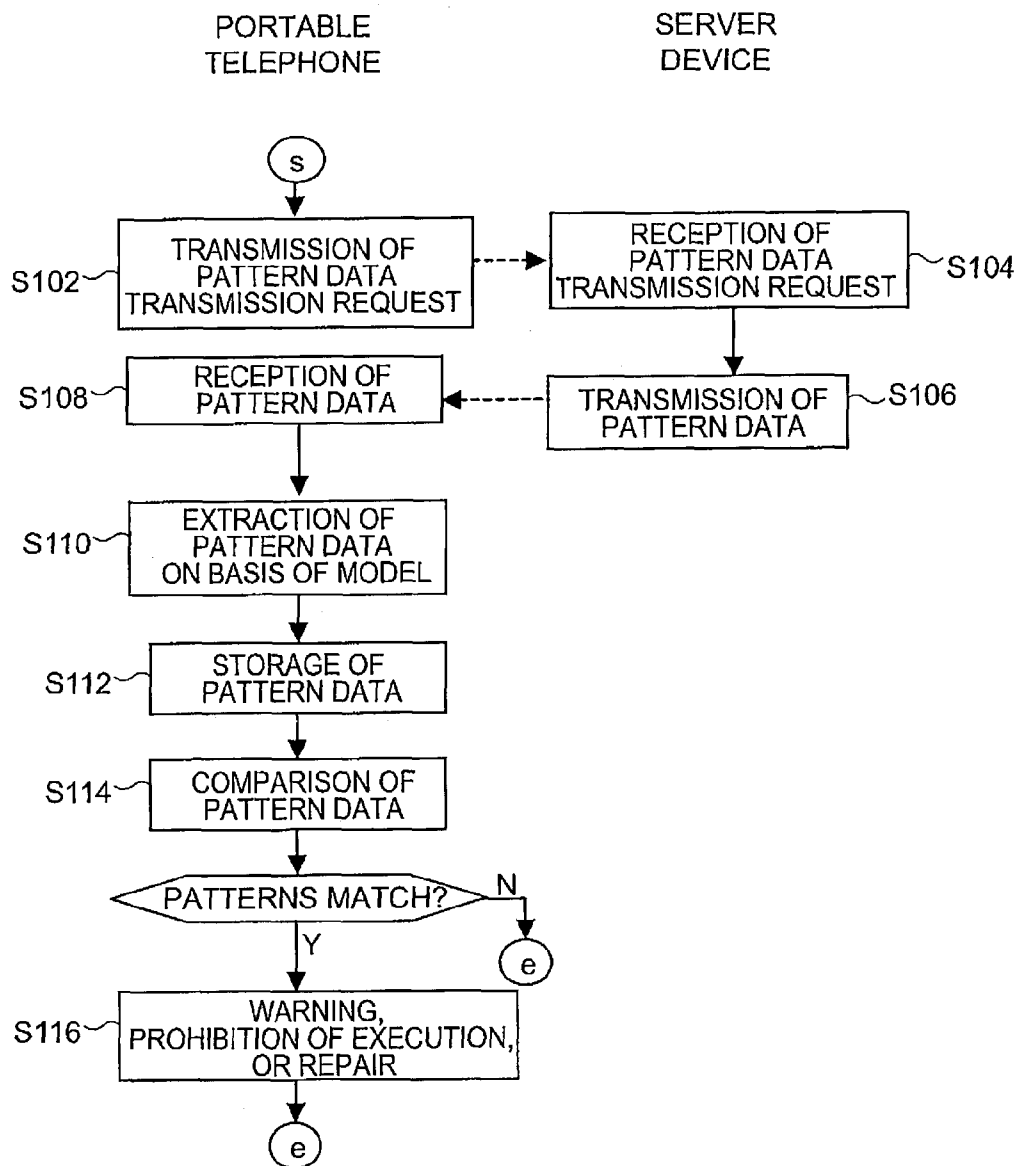 PORTABLE
TELEPHONE
SERVER
DEVICE
s
S102
TRANSMISSION OF
PATTERN DATA
TRANSMISSION REQUEST
RECEPTION OF
PATTERN DATA
TRANSMISSION REQUEST
S104
S108
RECEPTION OF
PATTERN DATA
TRANSMISSION OF
PATTERN DATA
S106
S110
EXTRACTION OF
PATTERN DATA
ON BASIS OF MODEL
S112
STORAGE OF
PATTERN DATA
S114
COMPARISON OF
PATTERN DATA
PATTERNS MATCH?
N
Y
e
S116
WARNING,
PROHIBITION OF EXECUTION,
OR REPAIR
e